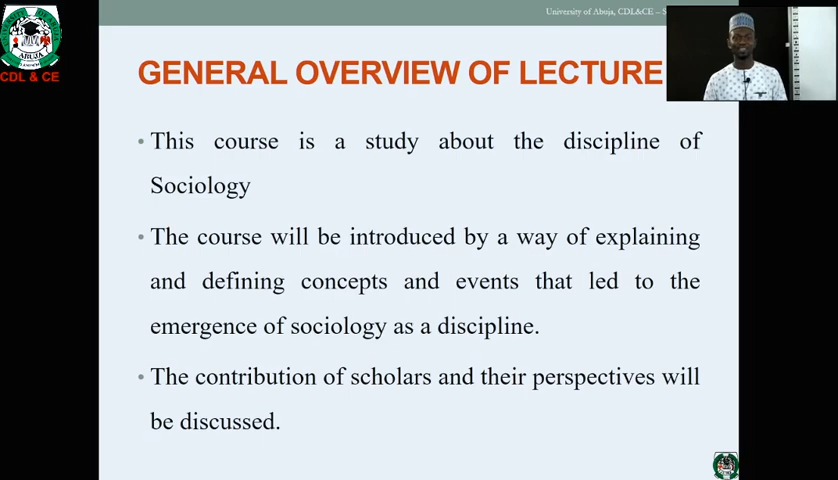 University of Abuja, CDL&CE – S
CDL & CE
ABUJA
GENERAL OVERVIEW OF LECTURE
• This course is a study about the discipline of
Sociology
• The course will be introduced by a way of explaining
and defining concepts and events that led to the
emergence of sociology as a discipline.
• The contribution of scholars and their perspectives will
be discussed.